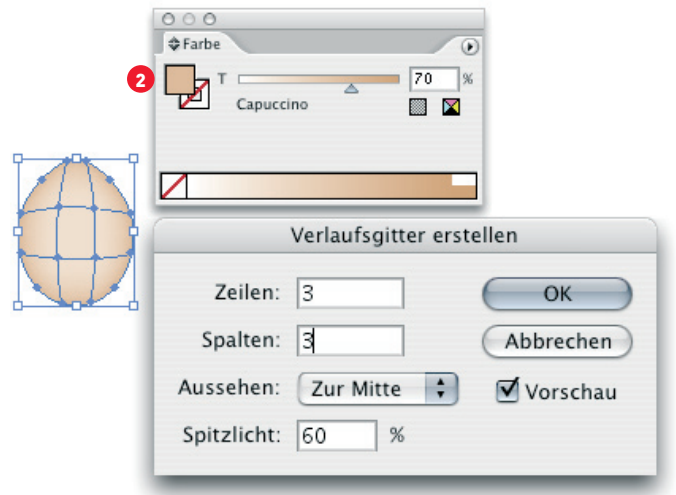 Farbe
2
T 70 %
Capuccino
Verlaufsgitter erstellen
Zeilen: 3 OK
Spalten: 3 Abbrechen
Aussehen: Zur Mitte Vorschau
Spitzlicht: 60 %